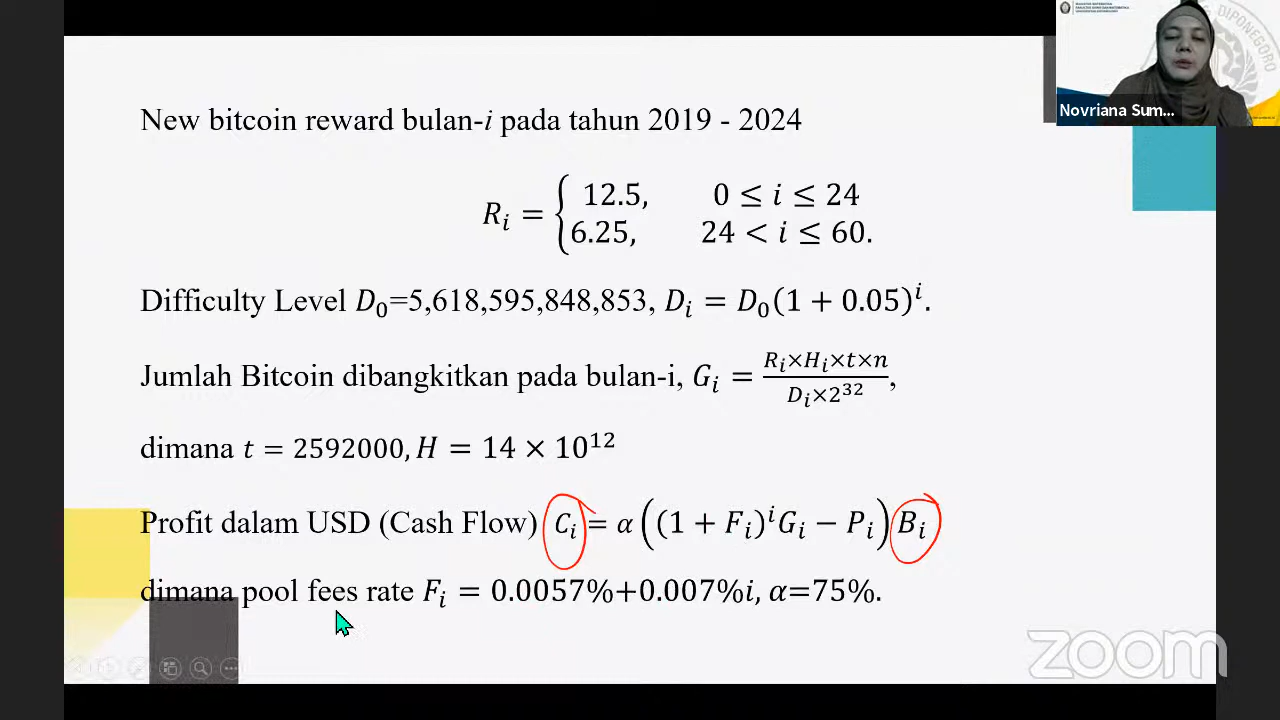 New bitcoin reward bulan-i pada tahun 2019 - 2024
R_i = { 12.5, 0 ≤ i ≤ 24
6.25, 24 < i ≤ 60.
Difficulty Level D_0=5,618,595,848,853, D_i = D_0(1 + 0.05)^i.
Jumlah Bitcoin dibangkitkan pada bulan-i, G_i = (R_i×H_i×t×n)/(D_i×2^32),
dimana t = 2592000, H = 14 × 10^12
Profit dalam USD (Cash Flow) C_i = α((1 + F_i)^i G_i − P_i)B_i
dimana pool fees rate F_i = 0.0057%+0.007%i, α=75%.
Novriana Sum...
DIPONEGORO
zoom